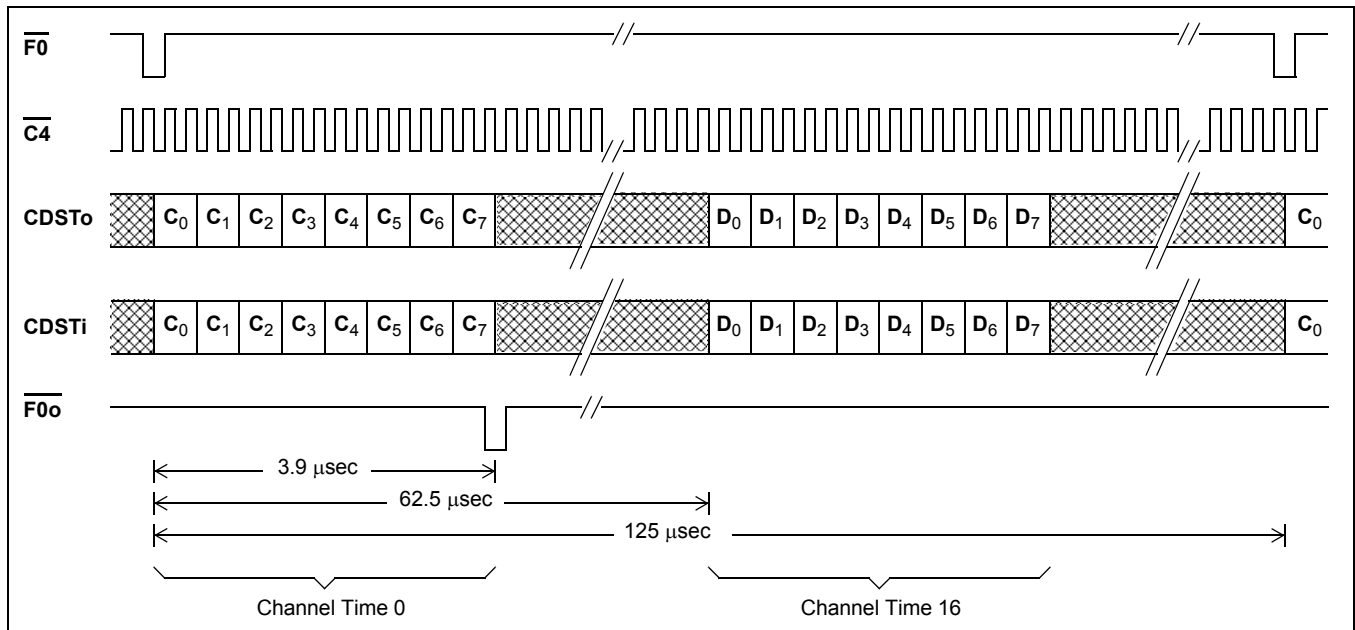 F0
C4
CDSTo C₀ C₁ C₂ C₃ C₄ C₅ C₆ C₇ D₀ D₁ D₂ D₃ D₄ D₅ D₆ D₇ C₀
CDSTi C₀ C₁ C₂ C₃ C₄ C₅ C₆ C₇ D₀ D₁ D₂ D₃ D₄ D₅ D₆ D₇ C₀
F0o
3.9 μsec
62.5 μsec
125 μsec
Channel Time 0 Channel Time 16